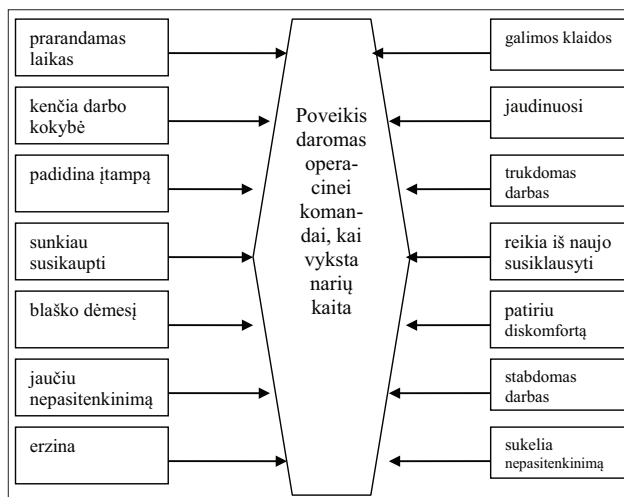 prarandamas
laikas
kenčia darbo
kokybė
padidina įtampą
sunkiau
susikaupti
blaško dėmesį
jaučiu
nepasitenkinimą
erzina
Poveikis
daromas
opera-
cinei
koman-
dai, kai
vyksta
narių
kaita
galimos klaidos
jaudinuosi
trukdomas
darbas
reikia iš naujo
susiklausyti
patiriu
diskomfortą
stabdomas
darbas
sukelia
nepasitenkinimą